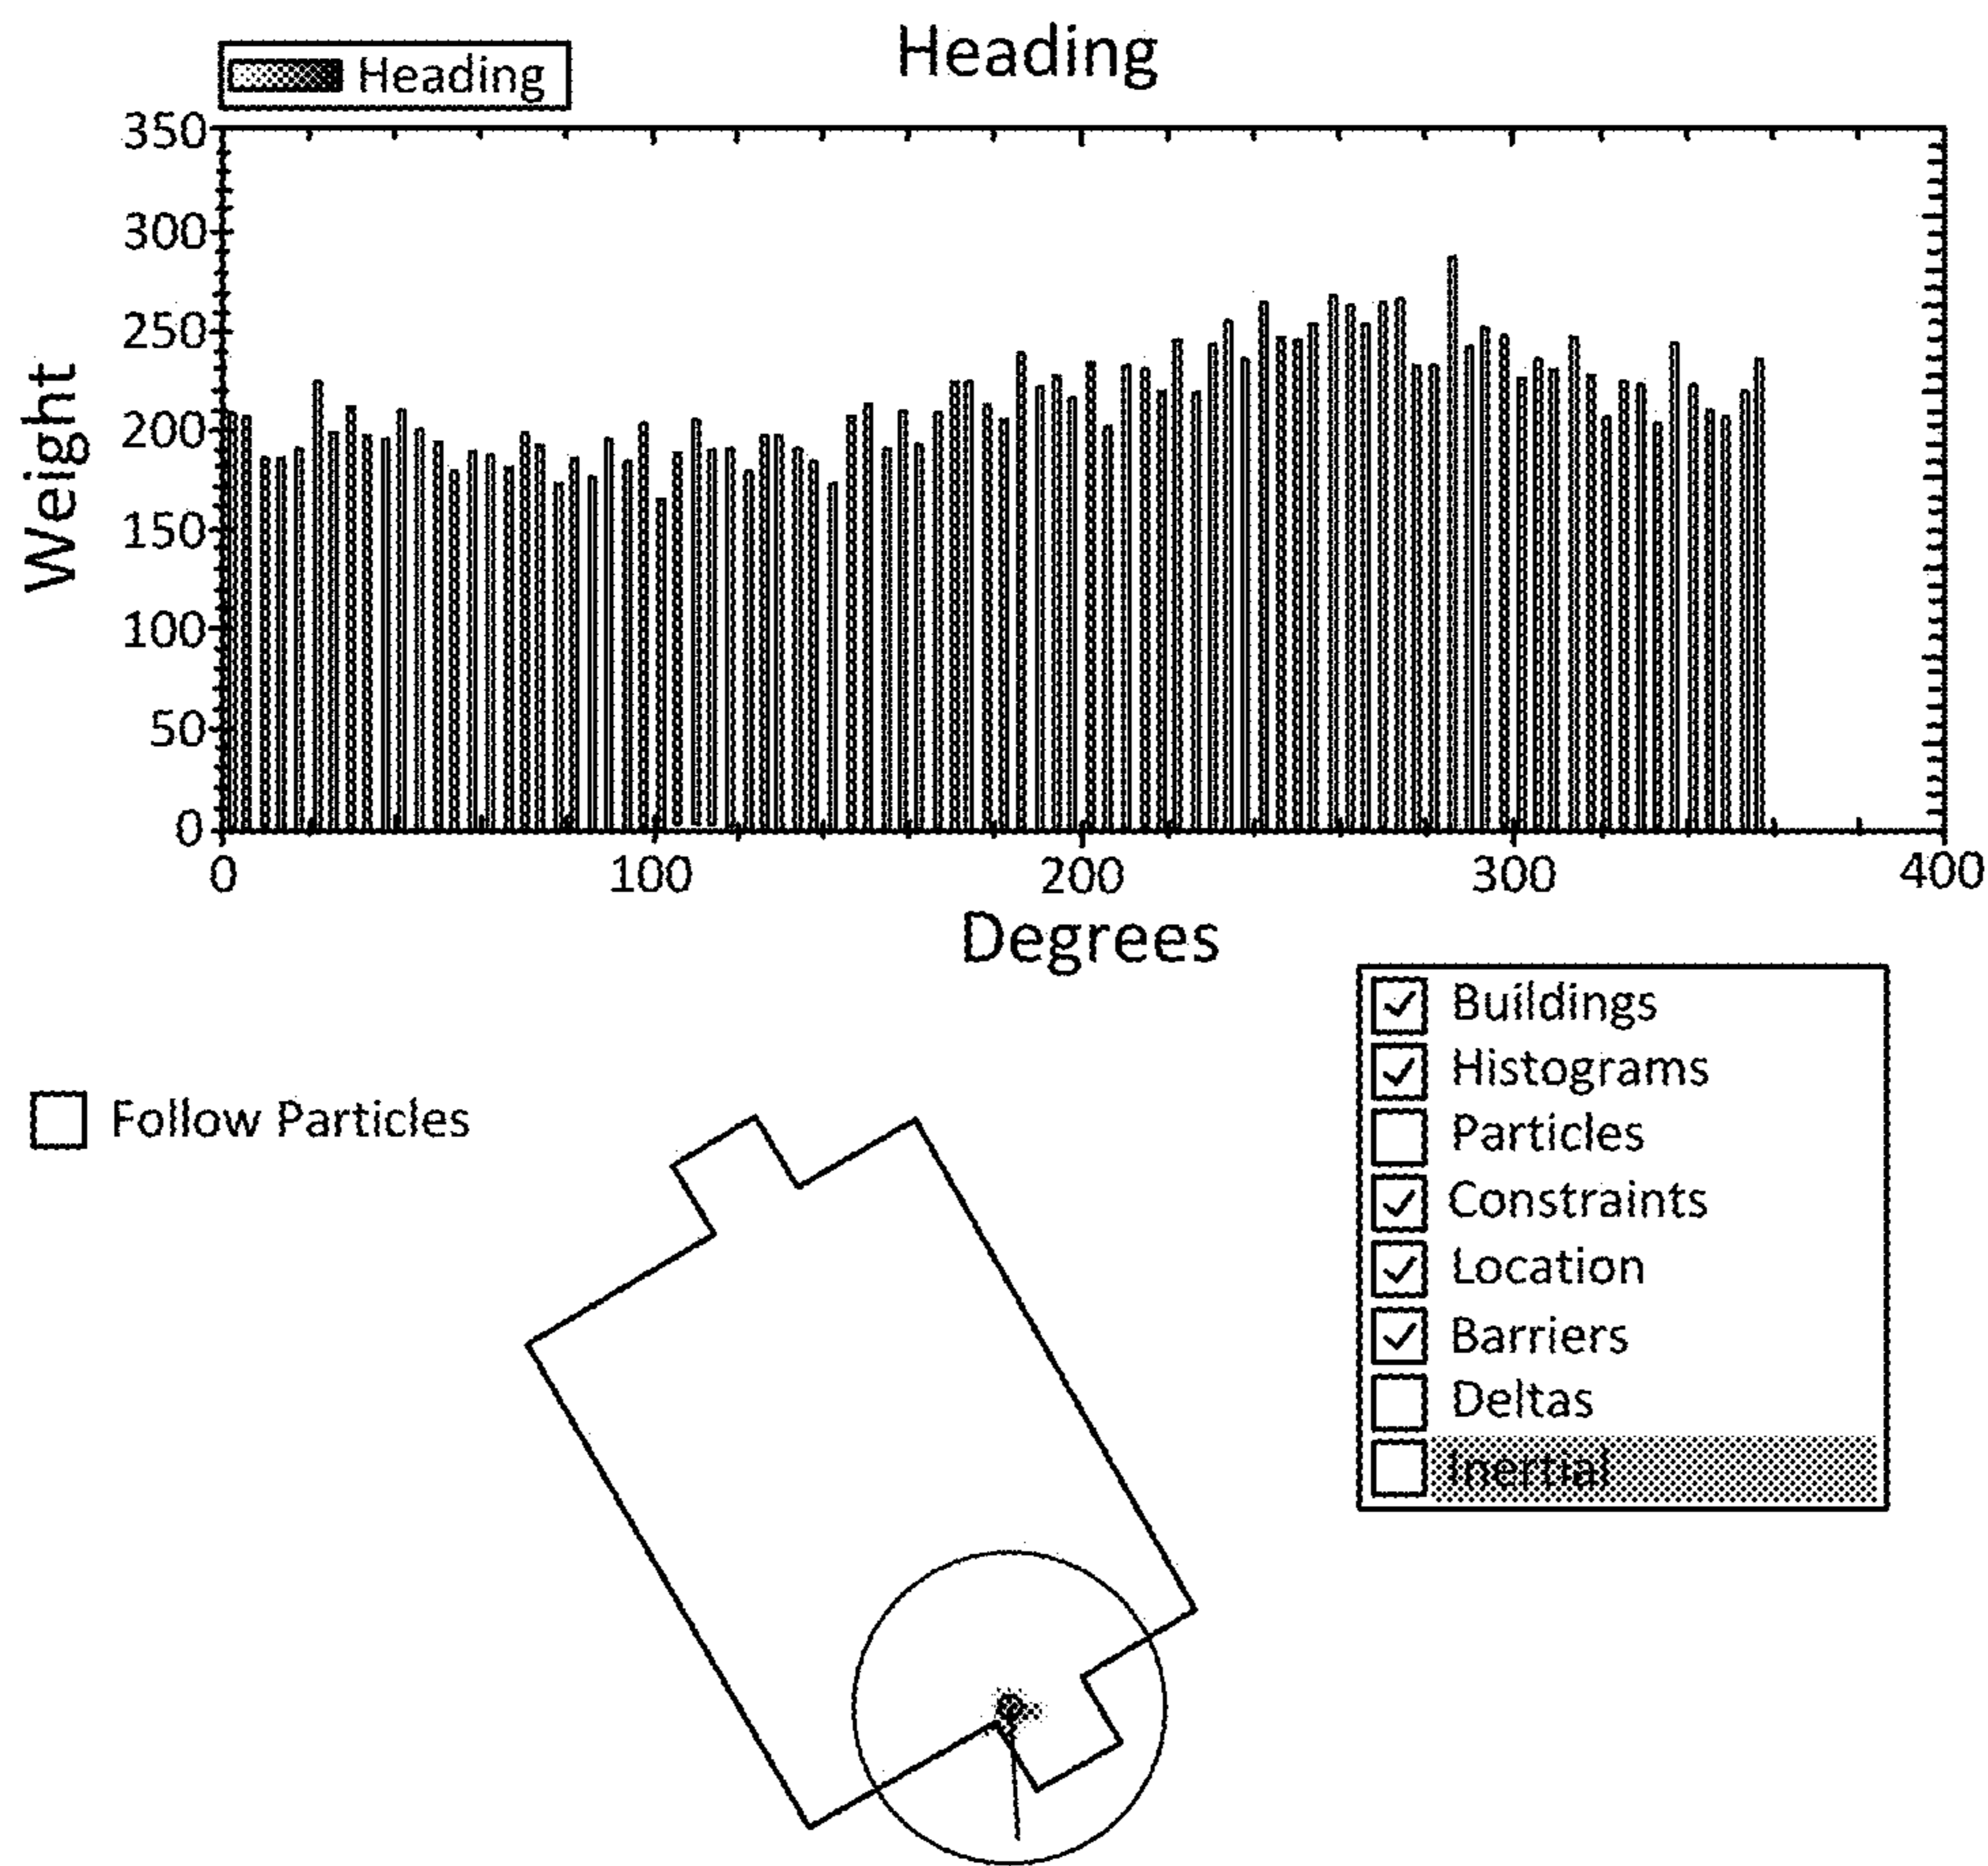 Heading
Heading
350
300
250
200
150
100
50
0
Weight
0 100 200 300 400
Degrees
Follow Particles
Buildings
Histograms
Particles
Constraints
Location
Barriers
Deltas
Inertial